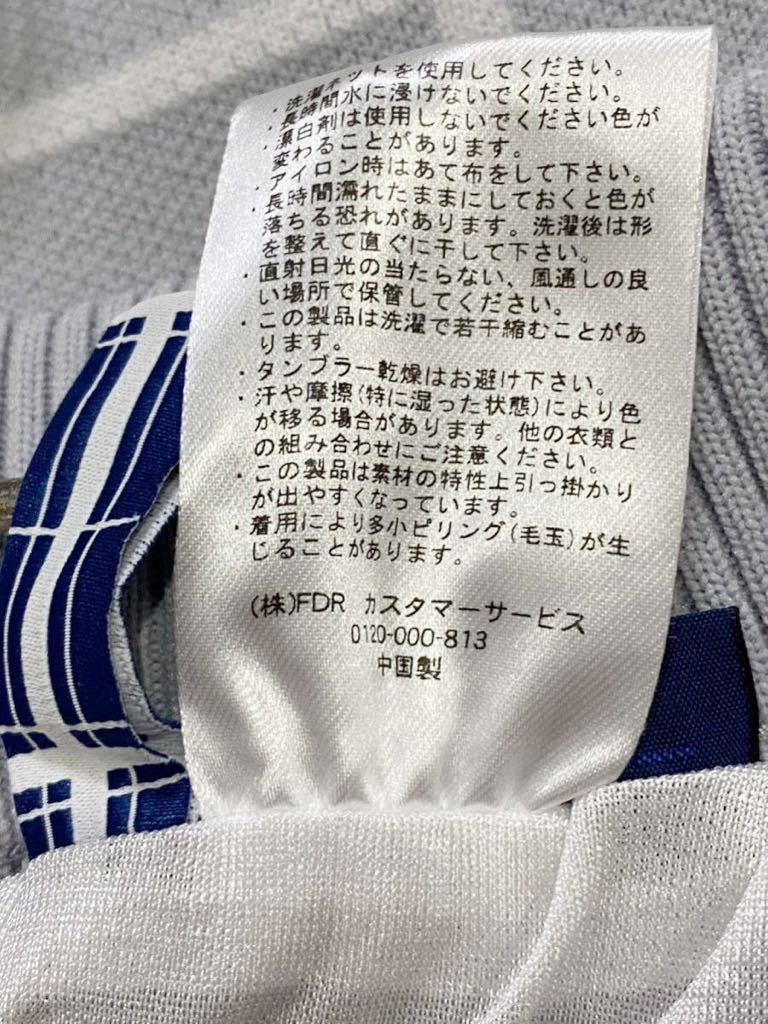 ・洗濯ネットを使用してください。
・長時間水に浸けないでください。
・漂白剤は使用しないでください色が
変わることがあります。
・アイロン時はあて布をして下さい。
・長時間濡れたままにしておくと色が
落ちる恐れがあります。洗濯後は形
を整えて直ぐに干して下さい。
・直射日光の当たらない、風通しの良
い場所で保管してください。
・この製品は洗濯で若干縮むことがあ
ります。
・タンブラー乾燥はお避け下さい。
・汗や摩擦(特に湿った状態)により色
が移る場合があります。他の衣類と
の組み合わせにご注意ください。
・この製品は素材の特性上引っ掛かり
が出やすくなっています。
・着用により多小ピリング(毛玉)が生
じることがあります。
(株)FDR カスタマーサービス
0120-000-813
中国製